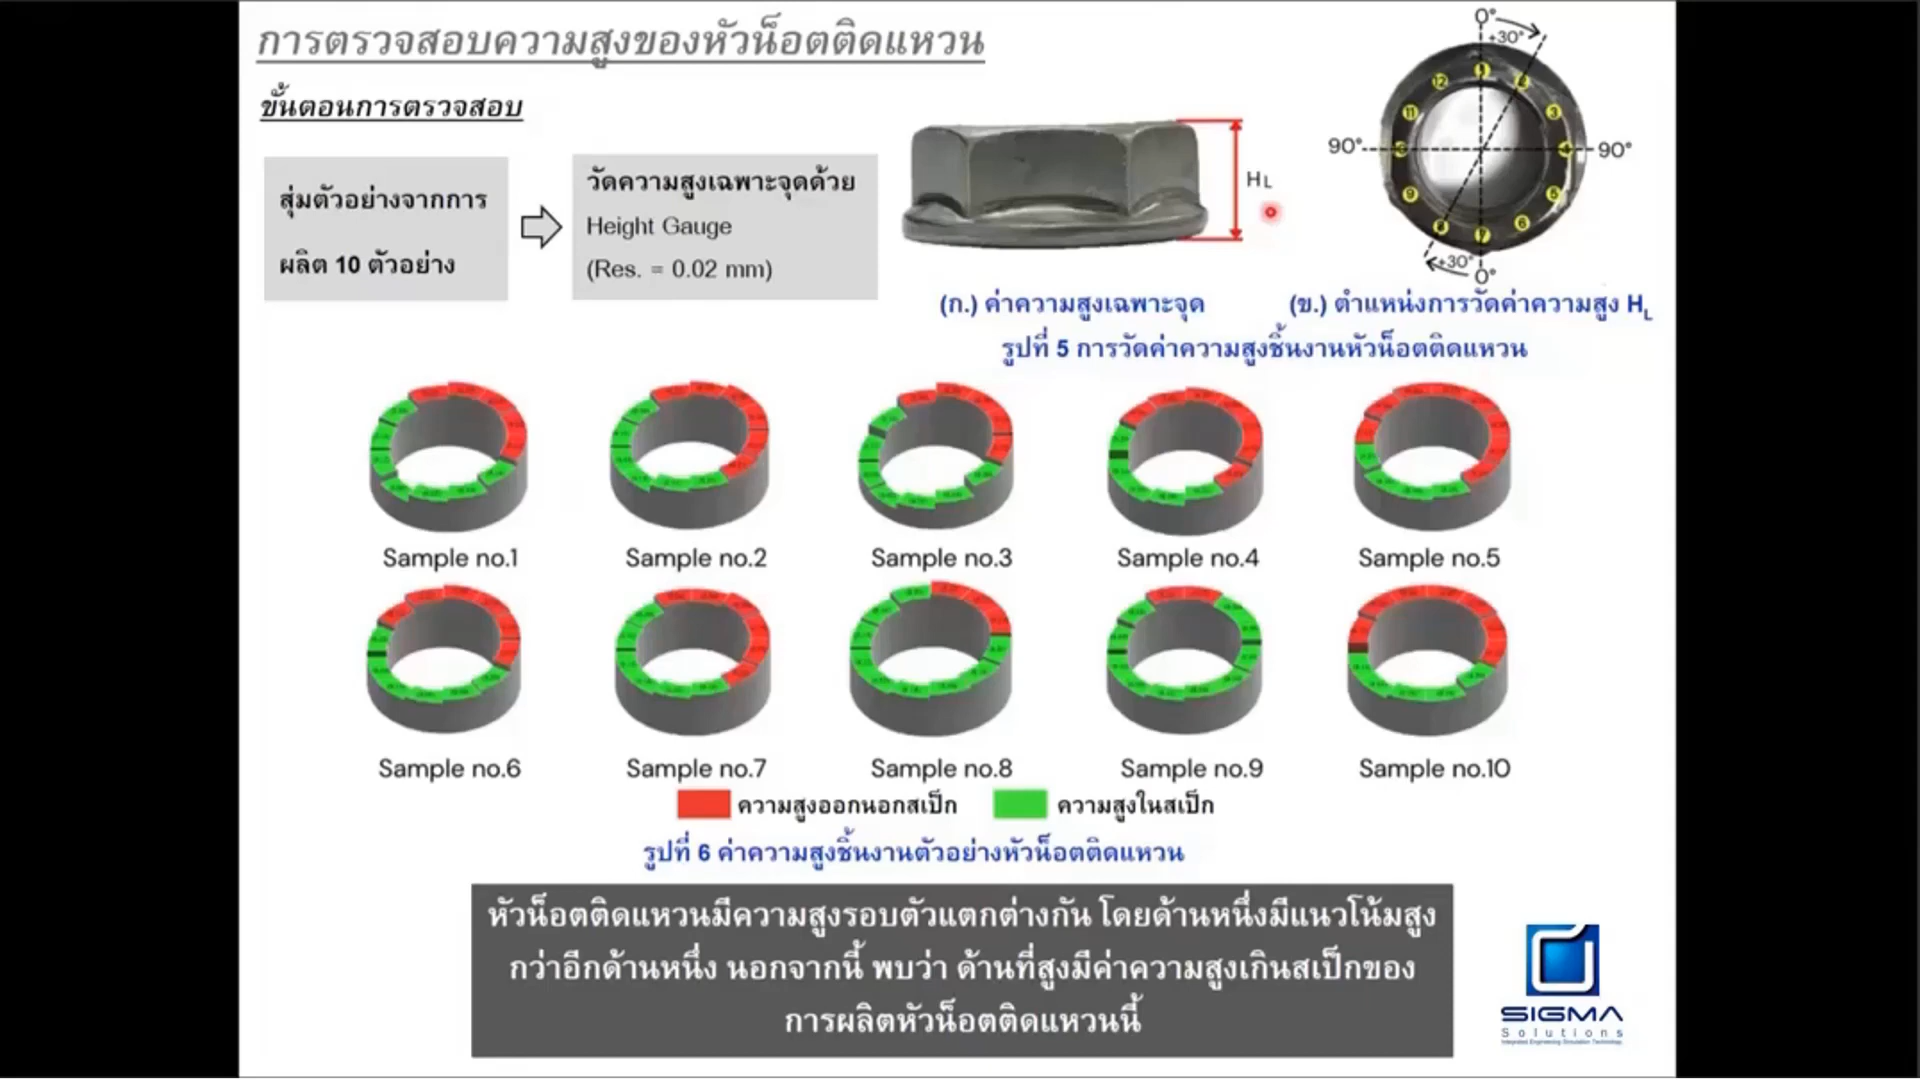 การตรวจสอบความสูงของหัวน็อตติดแหวน
ขั้นตอนการตรวจสอบ
สุ่มตัวอย่างจากการ
ผลิต 10 ตัวอย่าง
วัดความสูงเฉพาะจุดด้วย
Height Gauge
(Res. = 0.02 mm)
HL
0°
+30°
90°
90°
+30°
0°
1
2
3
4
5
6
7
8
9
11
12
(ก.) ค่าความสูงเฉพาะจุด
(ข.) ตำแหน่งการวัดค่าความสูง HL
รูปที่ 5 การวัดค่าความสูงชิ้นงานหัวน็อตติดแหวน
Sample no.1
Sample no.2
Sample no.3
Sample no.4
Sample no.5
Sample no.6
Sample no.7
Sample no.8
Sample no.9
Sample no.10
ความสูงออกนอกสเป็ก
ความสูงในสเป็ก
รูปที่ 6 ค่าความสูงชิ้นงานตัวอย่างหัวน็อตติดแหวน
หัวน็อตติดแหวนมีความสูงรอบตัวแตกต่างกัน โดยด้านหนึ่งมีแนวโน้มสูง
กว่าอีกด้านหนึ่ง นอกจากนี้ พบว่า ด้านที่สูงมีค่าความสูงเกินสเป็กของ
การผลิตหัวน็อตติดแหวนนี้
SIGMA
Solutions
Integrated Engineering Simulation Technology